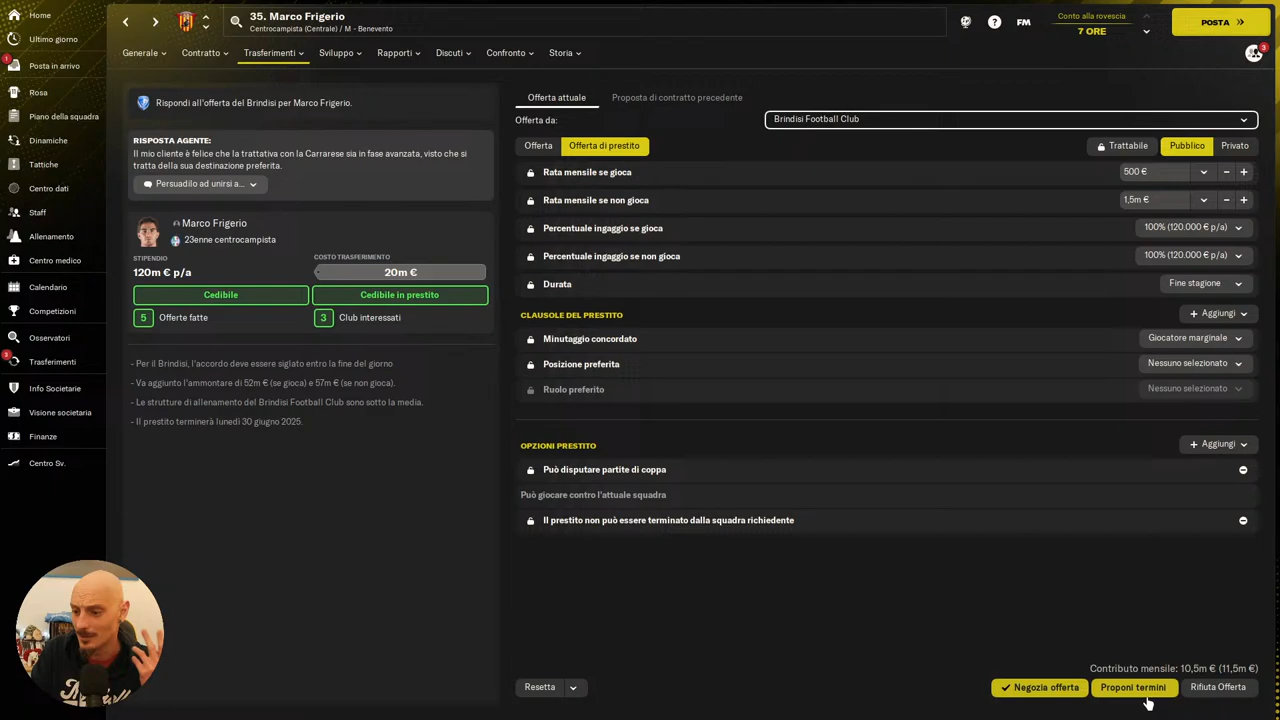 Home
Ultimo giorno
1
Posta in arrivo
Rosa
Piano della squadra
Dinamiche
Tattiche
Centro dati
Staff
Allenamento
Centro medico
Calendario
Competizioni
Osservatori
3
Trasferimenti
Info Societarie
Visione societaria
Finanze
Centro Sv.
35. Marco Frigerio
Centrocampista (Centrale) / M - Benevento
FM
Conto alla rovescia
7 ORE
POSTA
3
Generale
Contratto
Trasferimenti
Sviluppo
Rapporti
Discuti
Confronto
Storia
Rispondi all'offerta del Brindisi per Marco Frigerio.
RISPOSTA AGENTE:
Il mio cliente è felice che la trattativa con la Carrarese sia in fase avanzata, visto che si
tratta della sua destinazione preferita.
Persuadilo ad unirsi a...
Marco Frigerio
23enne centrocampista
STIPENDIO
120m € p/a
COSTO TRASFERIMENTO
20m €
Cedibile
Cedibile in prestito
5 Offerte fatte
3 Club interessati
- Per il Brindisi, l'accordo deve essere siglato entro la fine del giorno
- Va aggiunto l'ammontare di 52m € (se gioca) e 57m € (se non gioca).
- Le strutture di allenamento del Brindisi Football Club sono sotto la media.
- Il prestito terminerà lunedì 30 giugno 2025.
Offerta attuale
Proposta di contratto precedente
Offerta da:
Brindisi Football Club
Offerta
Offerta di prestito
Trattabile
Pubblico
Privato
Rata mensile se gioca
500 €
Rata mensile se non gioca
1,5m €
Percentuale ingaggio se gioca
100% (120.000 € p/a)
Percentuale ingaggio se non gioca
100% (120.000 € p/a)
Durata
Fine stagione
CLAUSOLE DEL PRESTITO
Aggiungi
Minutaggio concordato
Giocatore marginale
Posizione preferita
Nessuno selezionato
Ruolo preferito
Nessuno selezionato
OPZIONI PRESTITO
Aggiungi
Può disputare partite di coppa
Può giocare contro l'attuale squadra
Il prestito non può essere terminato dalla squadra richiedente
Contributo mensile: 10,5m € (11,5m €)
Resetta
Negozia offerta
Proponi termini
Rifiuta Offerta